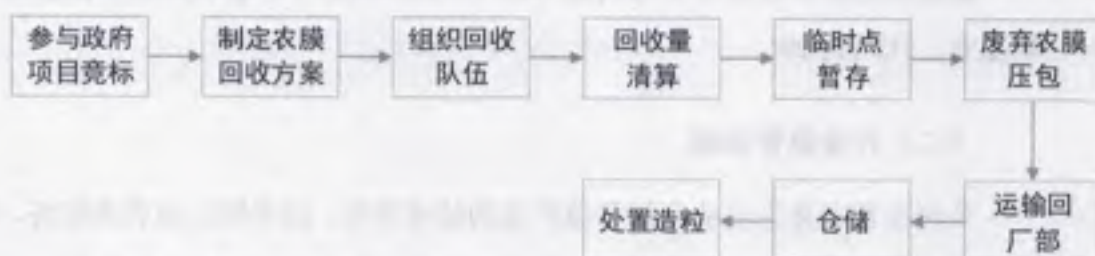 参与政府
项目竞标
制定农膜
回收方案
组织回收
队伍
回收量
清算
临时点
暂存
废弃农膜
压包
运输回
厂部
仓储
处置造粒